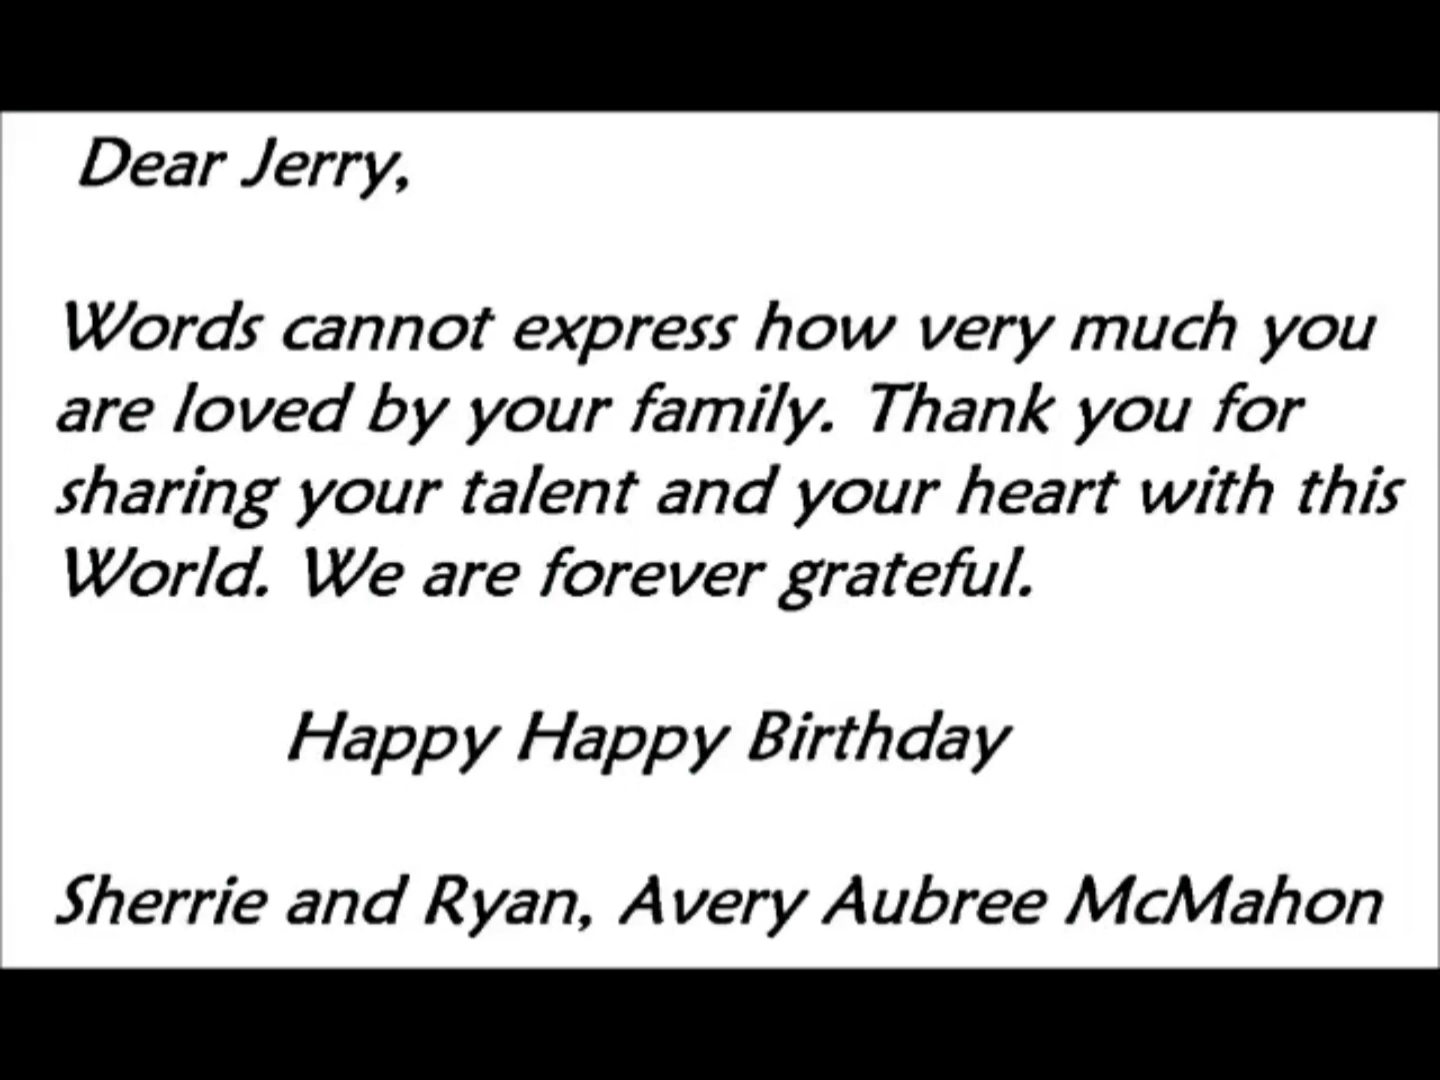 Dear Jerry,
Words cannot express how very much you
are loved by your family. Thank you for
sharing your talent and your heart with this
World. We are forever grateful.
Happy Happy Birthday
Sherrie and Ryan, Avery Aubree McMahon